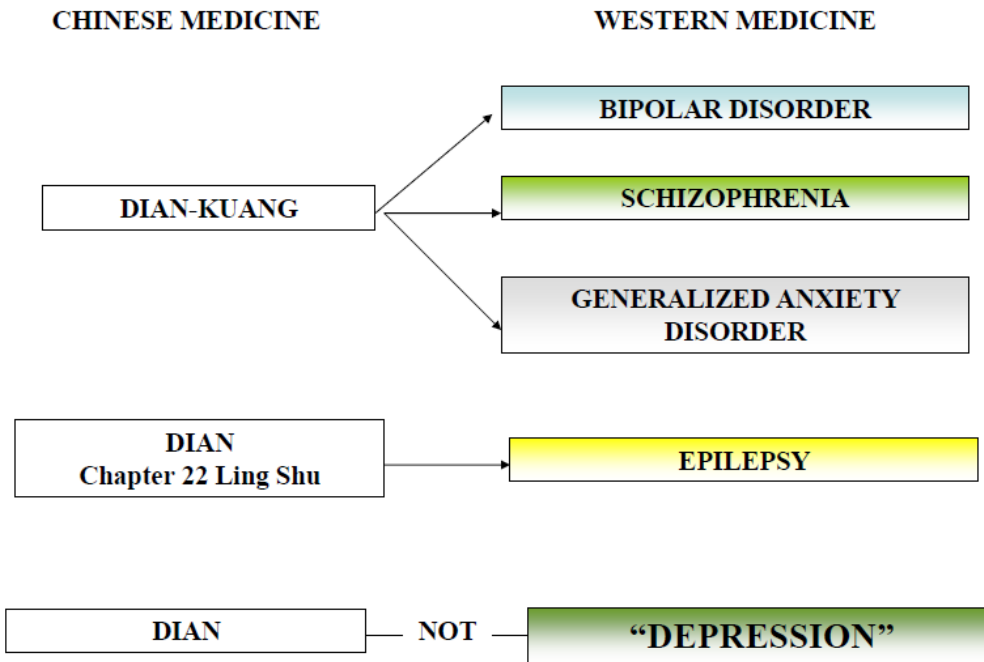 CHINESE MEDICINE
WESTERN MEDICINE
BIPOLAR DISORDER
DIAN-KUANG
SCHIZOPHRENIA
GENERALIZED ANXIETY
DISORDER
DIAN
Chapter 22 Ling Shu
EPILEPSY
DIAN
NOT
“DEPRESSION”